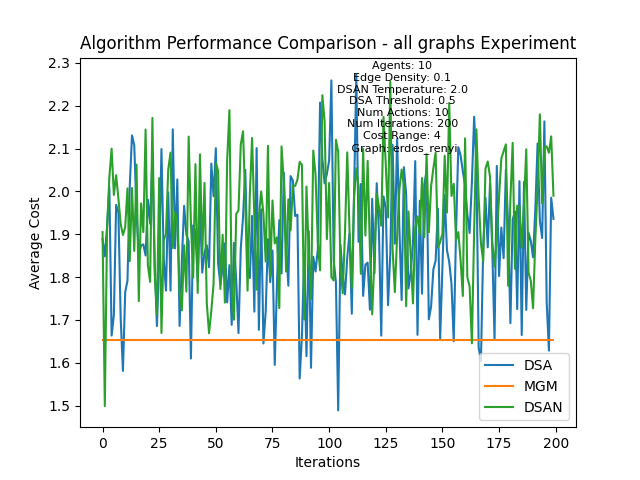 Algorithm Performance Comparison - all graphs Experiment
Agents: 10
Edge Density: 0.1
DSAN Temperature: 2.0
DSA Threshold: 0.5
Num Actions: 10
Num Iterations: 200
Cost Range: 4
Graph: erdos_renyi
2.3
2.2
2.1
2.0
1.9
1.8
1.7
1.6
1.5
Average Cost
DSA
MGM
DSAN
0 25 50 75 100 125 150 175 200
Iterations